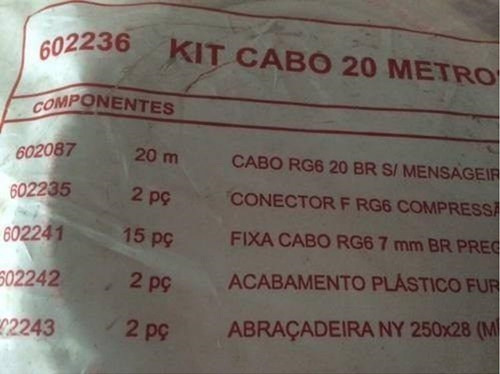 602236 KIT CABO 20 METRO
COMPONENTES
602087 20 m CABO RG6 20 BR S/ MENSAGEIR
602235 2 pç CONECTOR F RG6 COMPRESSÃ
602241 15 pç FIXA CABO RG6 7 mm BR PREG
602242 2 pç ACABAMENTO PLÁSTICO FUR
02243 2 pç ABRAÇADEIRA NY 250x28 (M